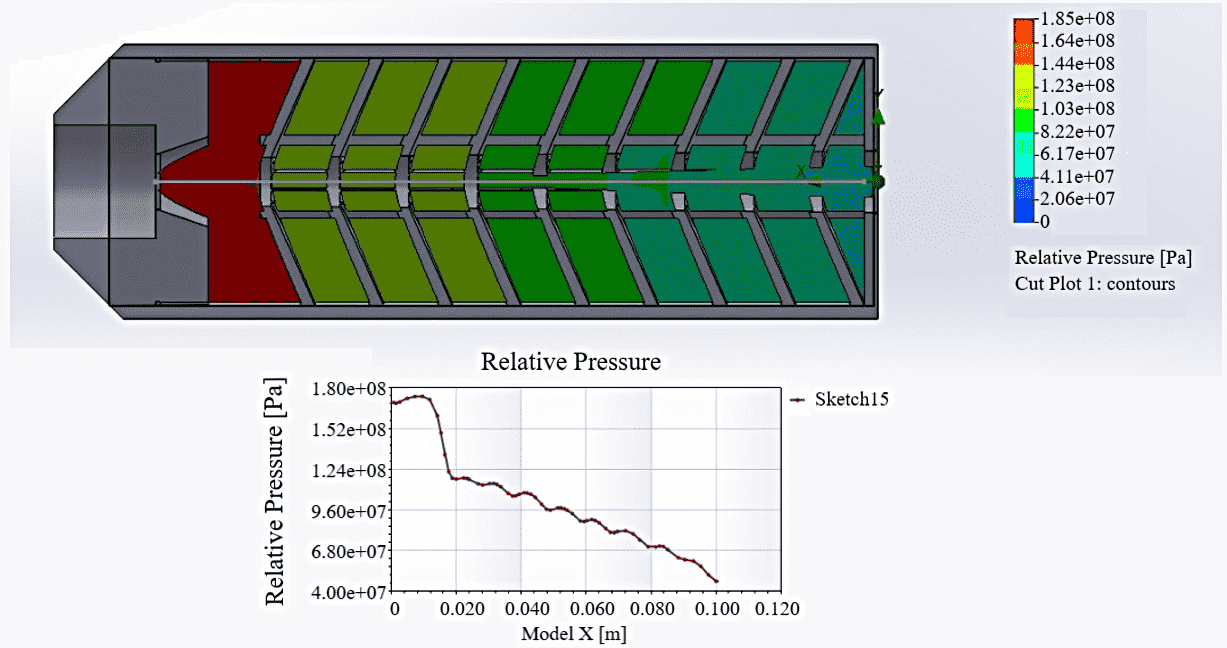 1.85e+08
1.64e+08
1.44e+08
1.23e+08
1.03e+08
8.22e+07
6.17e+07
4.11e+07
2.06e+07
0
Relative Pressure [Pa]
Cut Plot 1: contours
Y
X
Relative Pressure
Relative Pressure [Pa]
1.80e+08
1.52e+08
1.24e+08
9.60e+07
6.80e+07
4.00e+07
0 0.020 0.040 0.060 0.080 0.100 0.120
Model X [m]
Sketch15